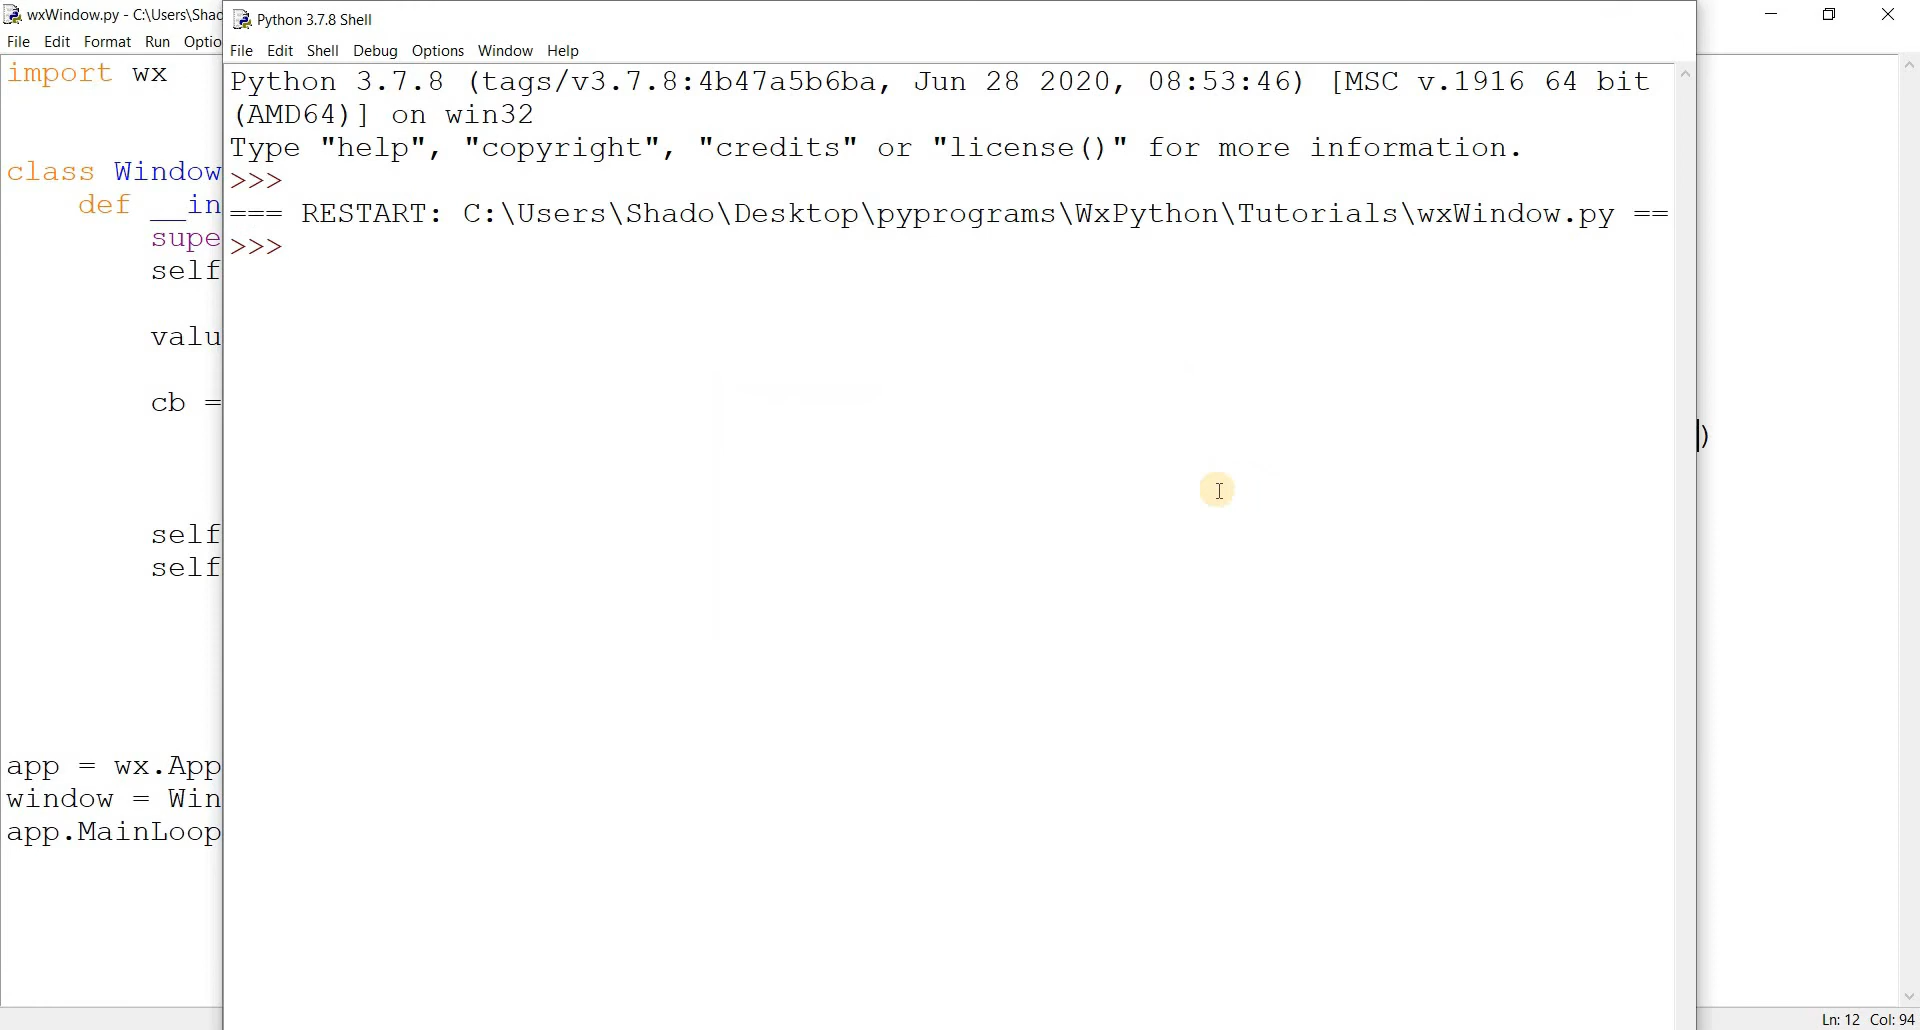 wxWindow.py - C:\Users\Shad
File Edit Format Run Optio
import wx
class Window
def __in
supe
self
valu
cb =
self
self
app = wx.App
window = Win
app.MainLoop
Python 3.7.8 Shell
File Edit Shell Debug Options Window Help
Python 3.7.8 (tags/v3.7.8:4b47a5b6ba, Jun 28 2020, 08:53:46) [MSC v.1916 64 bit
(AMD64)] on win32
Type "help", "copyright", "credits" or "license()" for more information.
>>>
=== RESTART: C:\Users\Shado\Desktop\pyprograms\WxPython\Tutorials\wxWindow.py ==
>>>
)
Ln: 12 Col: 94